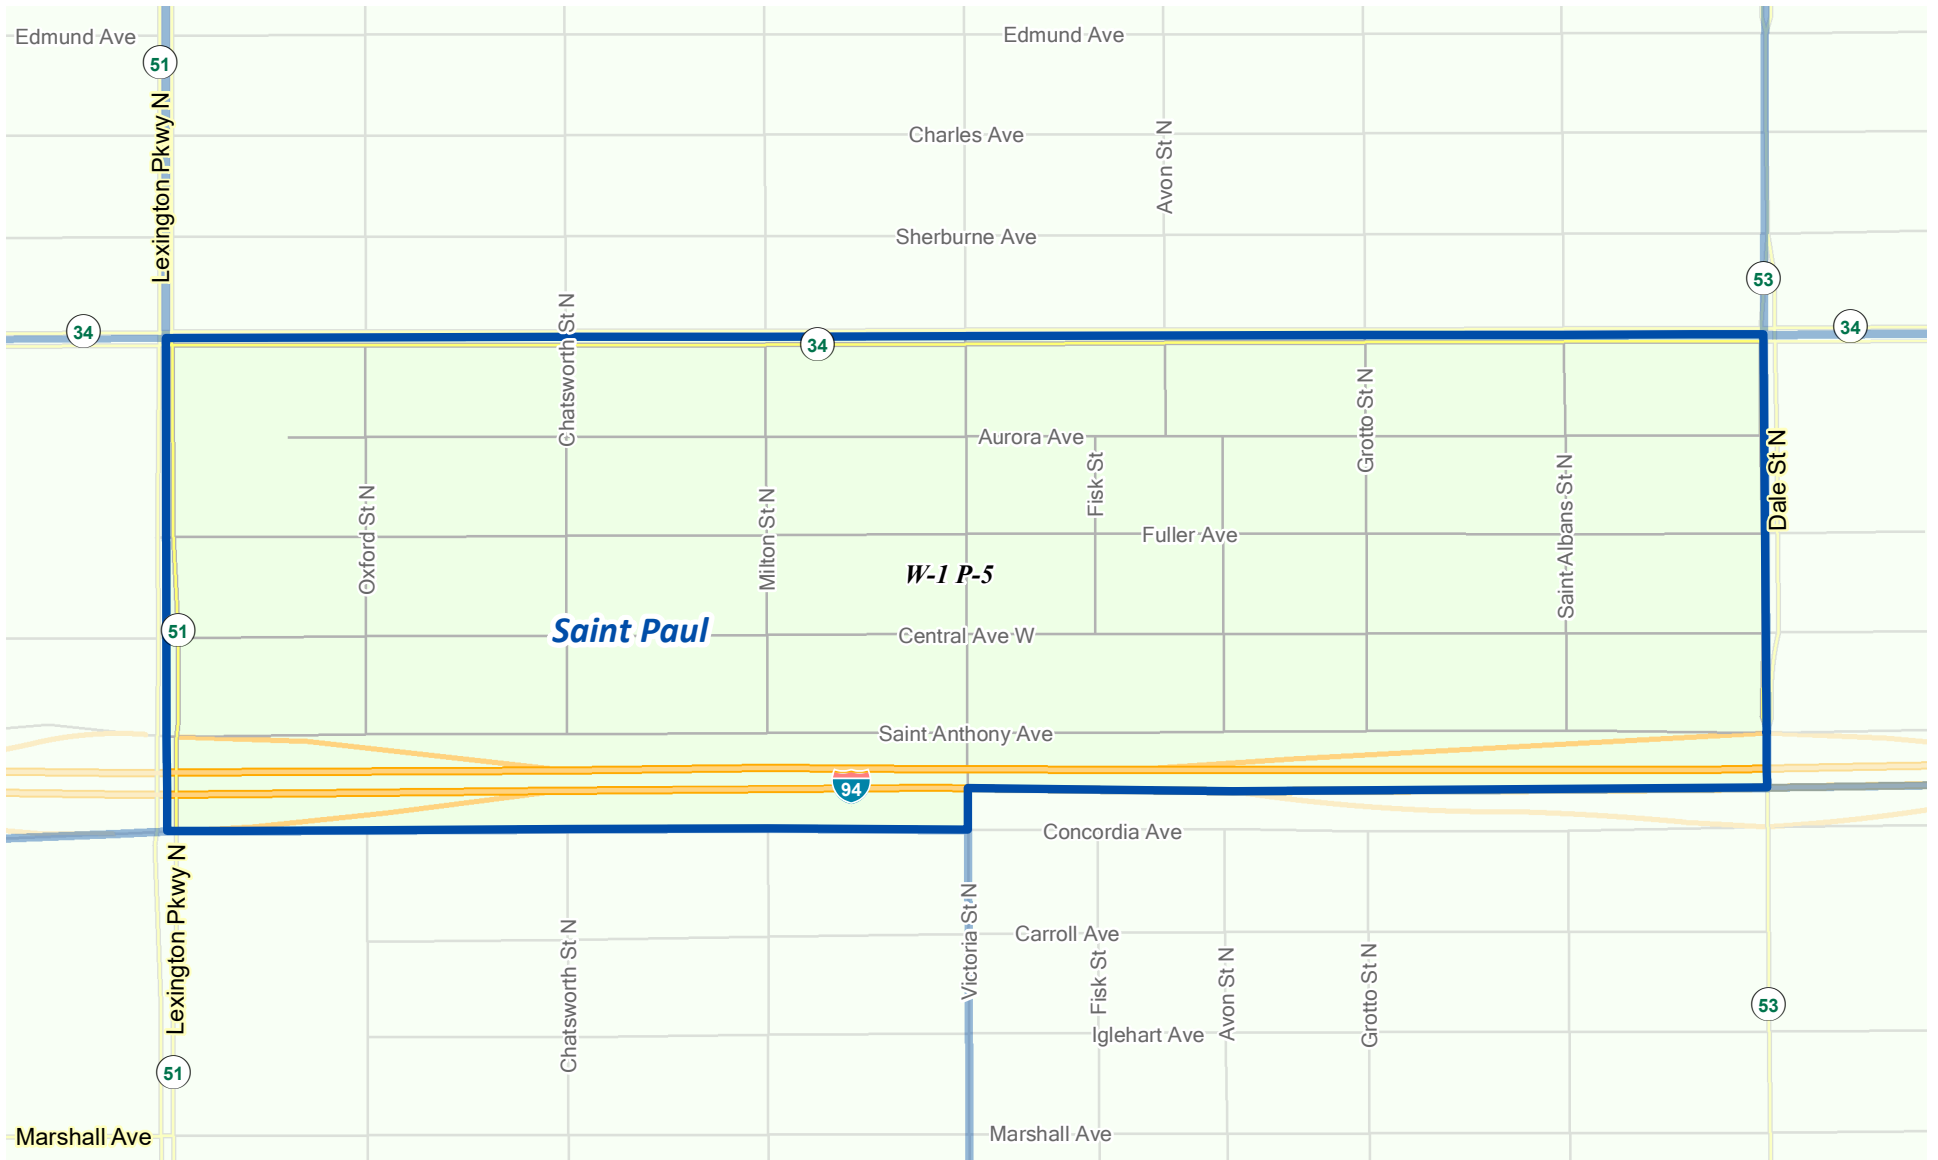 Edmund Ave
Edmund Ave
51
Lexington Pkwy N
Charles Ave
Avon St N
Sherburne Ave
53
34
Chatsworth St N
34
34
Grotto St N
Aurora Ave
Dale St N
Fisk St
Saint Albans St N
Oxford St N
Milton St N
Fuller Ave
W-1 P-5
51
Saint Paul
Central Ave W
Saint Anthony Ave
94
Concordia Ave
Lexington Pkwy N
Victoria St N
Chatsworth St N
Carroll Ave
Fisk St
Avon St N
Grotto St N
53
Iglehart Ave
51
Marshall Ave
Marshall Ave